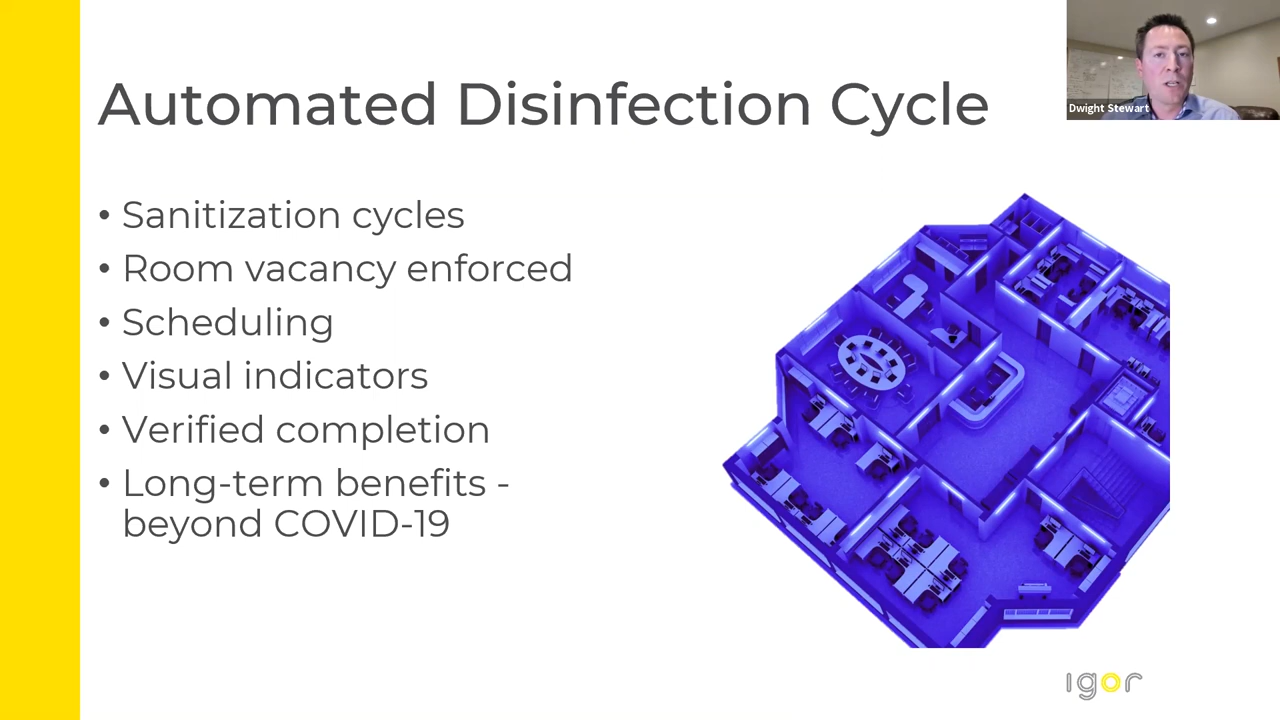 Automated Disinfection Cycle
Dwight Stewart
• Sanitization cycles
• Room vacancy enforced
• Scheduling
• Visual indicators
• Verified completion
• Long-term benefits -
beyond COVID-19
igor